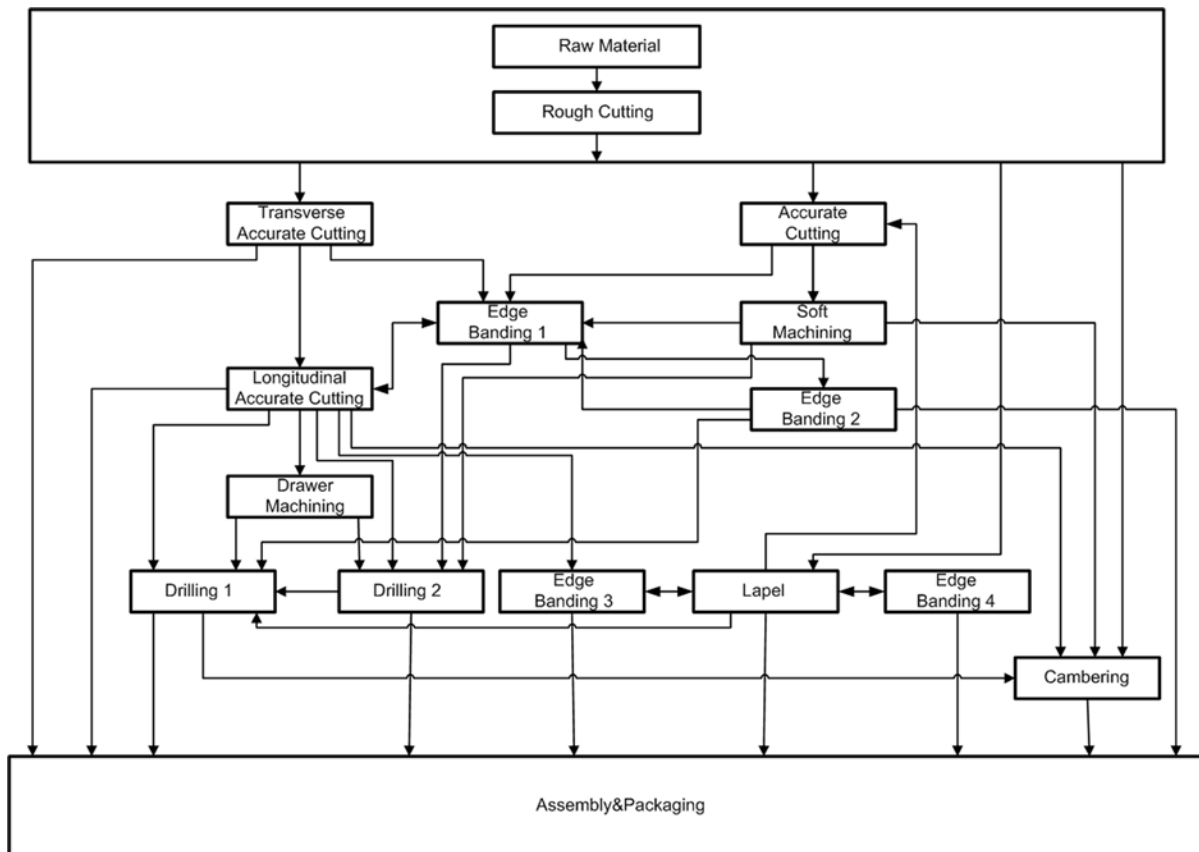 Raw Material
Rough Cutting
Transverse
Accurate Cutting
Accurate
Cutting
Edge
Banding 1
Soft
Machining
Longitudinal
Accurate Cutting
Edge
Banding 2
Drawer
Machining
Drilling 1
Drilling 2
Edge
Banding 3
Lapel
Edge
Banding 4
Cambering
Assembly&Packaging